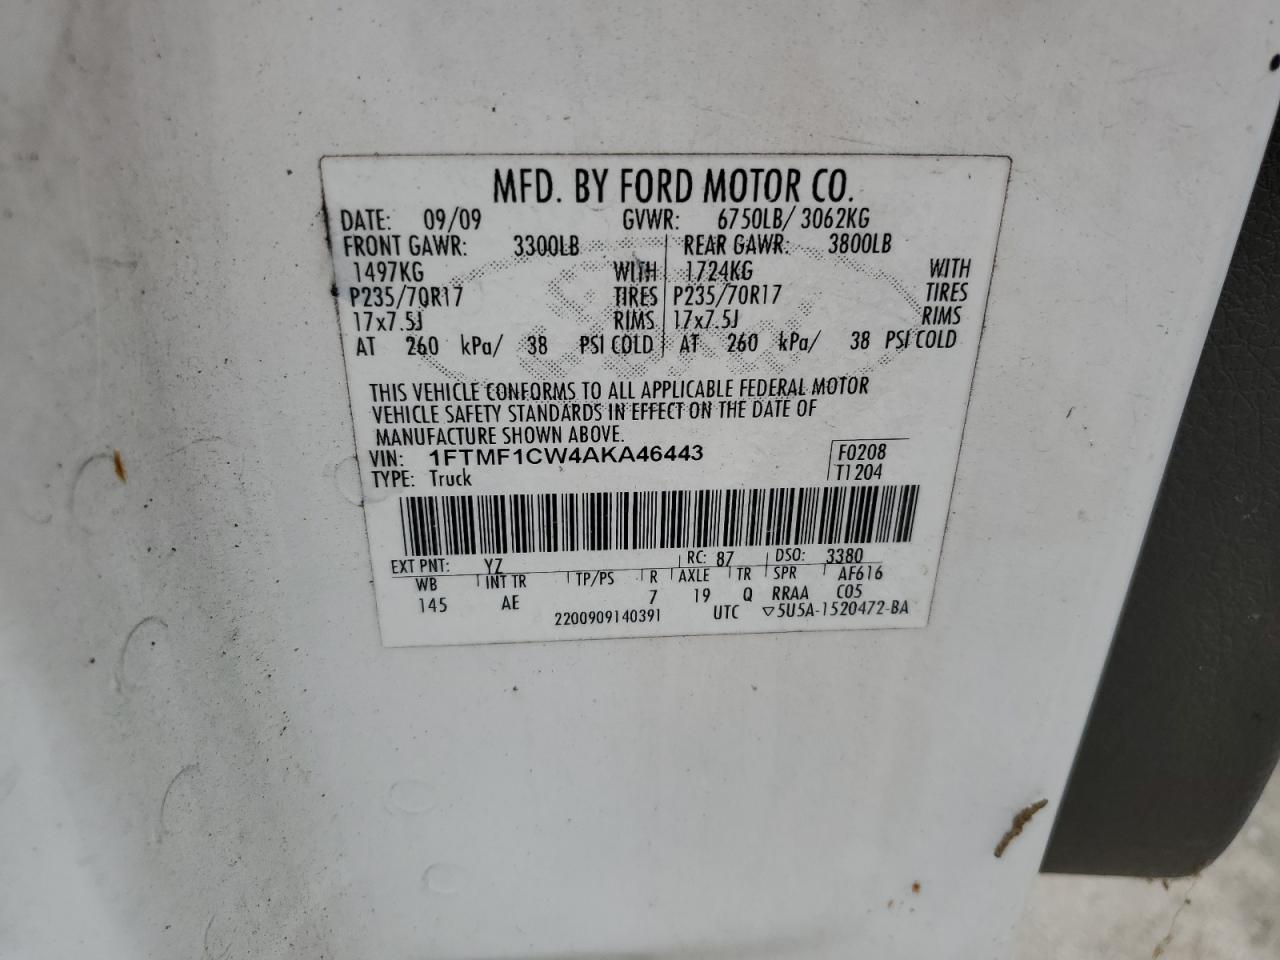 MFD. BY FORD MOTOR CO.
DATE: 09/09 GVWR: 6750LB/ 3062KG
FRONT GAWR: 3300LB REAR GAWR: 3800LB
1497KG WITH 1724KG WITH
P235/70R17 TIRES P235/70R17 TIRES
17x7.5J RIMS 17x7.5J RIMS
AT 260 kPa/ 38 PSI COLD AT 260 kPa/ 38 PSI COLD
THIS VEHICLE CONFORMS TO ALL APPLICABLE FEDERAL MOTOR
VEHICLE SAFETY STANDARDS IN EFFECT ON THE DATE OF
MANUFACTURE SHOWN ABOVE.
VIN: 1FTMF1CW4AKA46443 F0208
TYPE: Truck T1204
EXT PNT: YZ RC: 87 DSO: 3380
WB INT TR TP/PS R AXLE TR SPR AF616
145 AE 7 19 Q RRAA C05
2200909140391 UTC ▽5U5A-1520472-BA